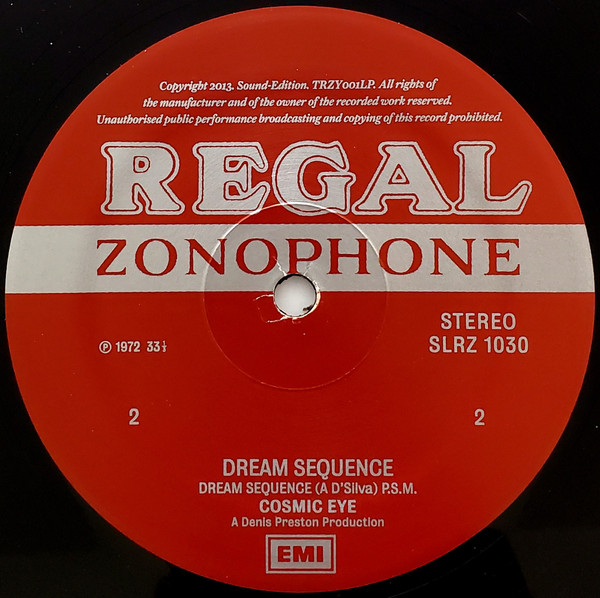 Copyright 2013. Sound-Edition. TRZY001LP. All rights of
the manufacturer and of the owner of the recorded work reserved.
Unauthorised public performance broadcasting and copying of this record prohibited.
REGAL
ZONOPHONE
STEREO
℗ 1972 33⅓ SLRZ 1030
2 2
DREAM SEQUENCE
DREAM SEQUENCE (A D'Silva) P.S.M.
COSMIC EYE
A Denis Preston Production
EMI